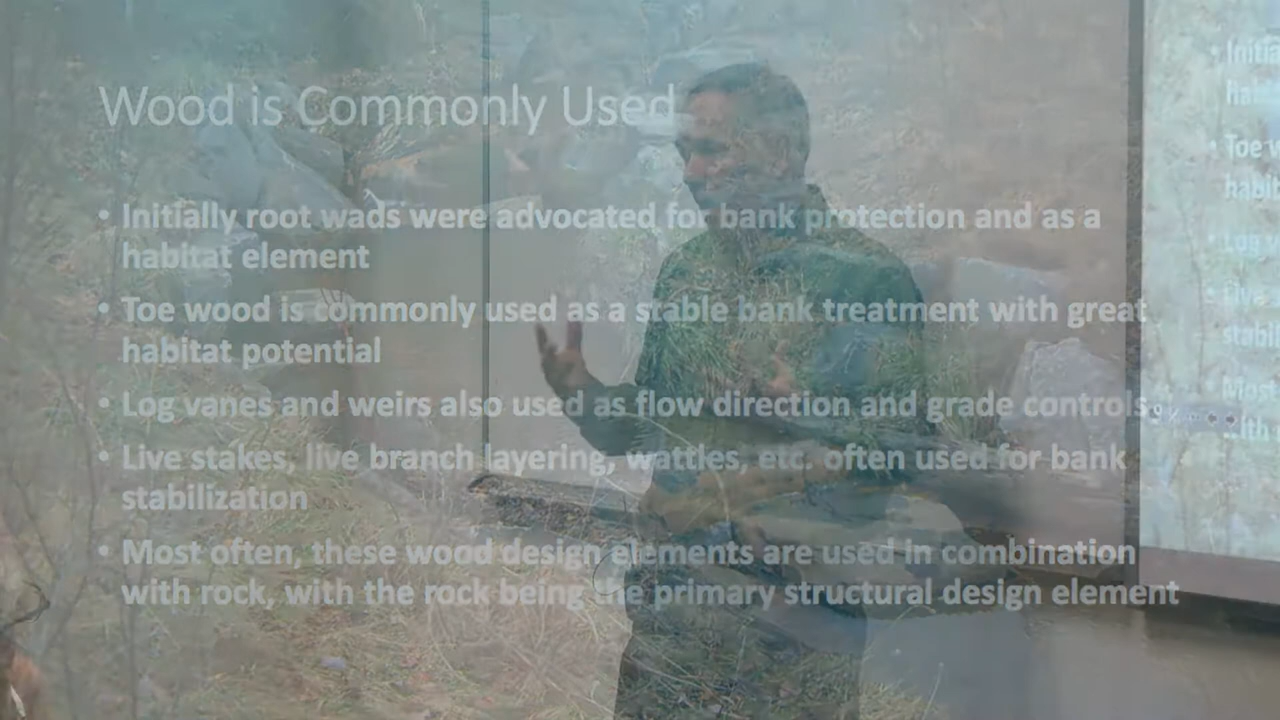 Wood is Commonly Used
• Initially root wads were advocated for bank protection and as a
habitat element
• Toe wood is commonly used as a stable bank treatment with great
habitat potential
• Log vanes and weirs also used as flow direction and grade controls
• Live stakes, live branch layering, wattles, etc. often used for bank
stabilization
• Most often, these wood design elements are used in combination
with rock, with the rock being the primary structural design element
• Toe